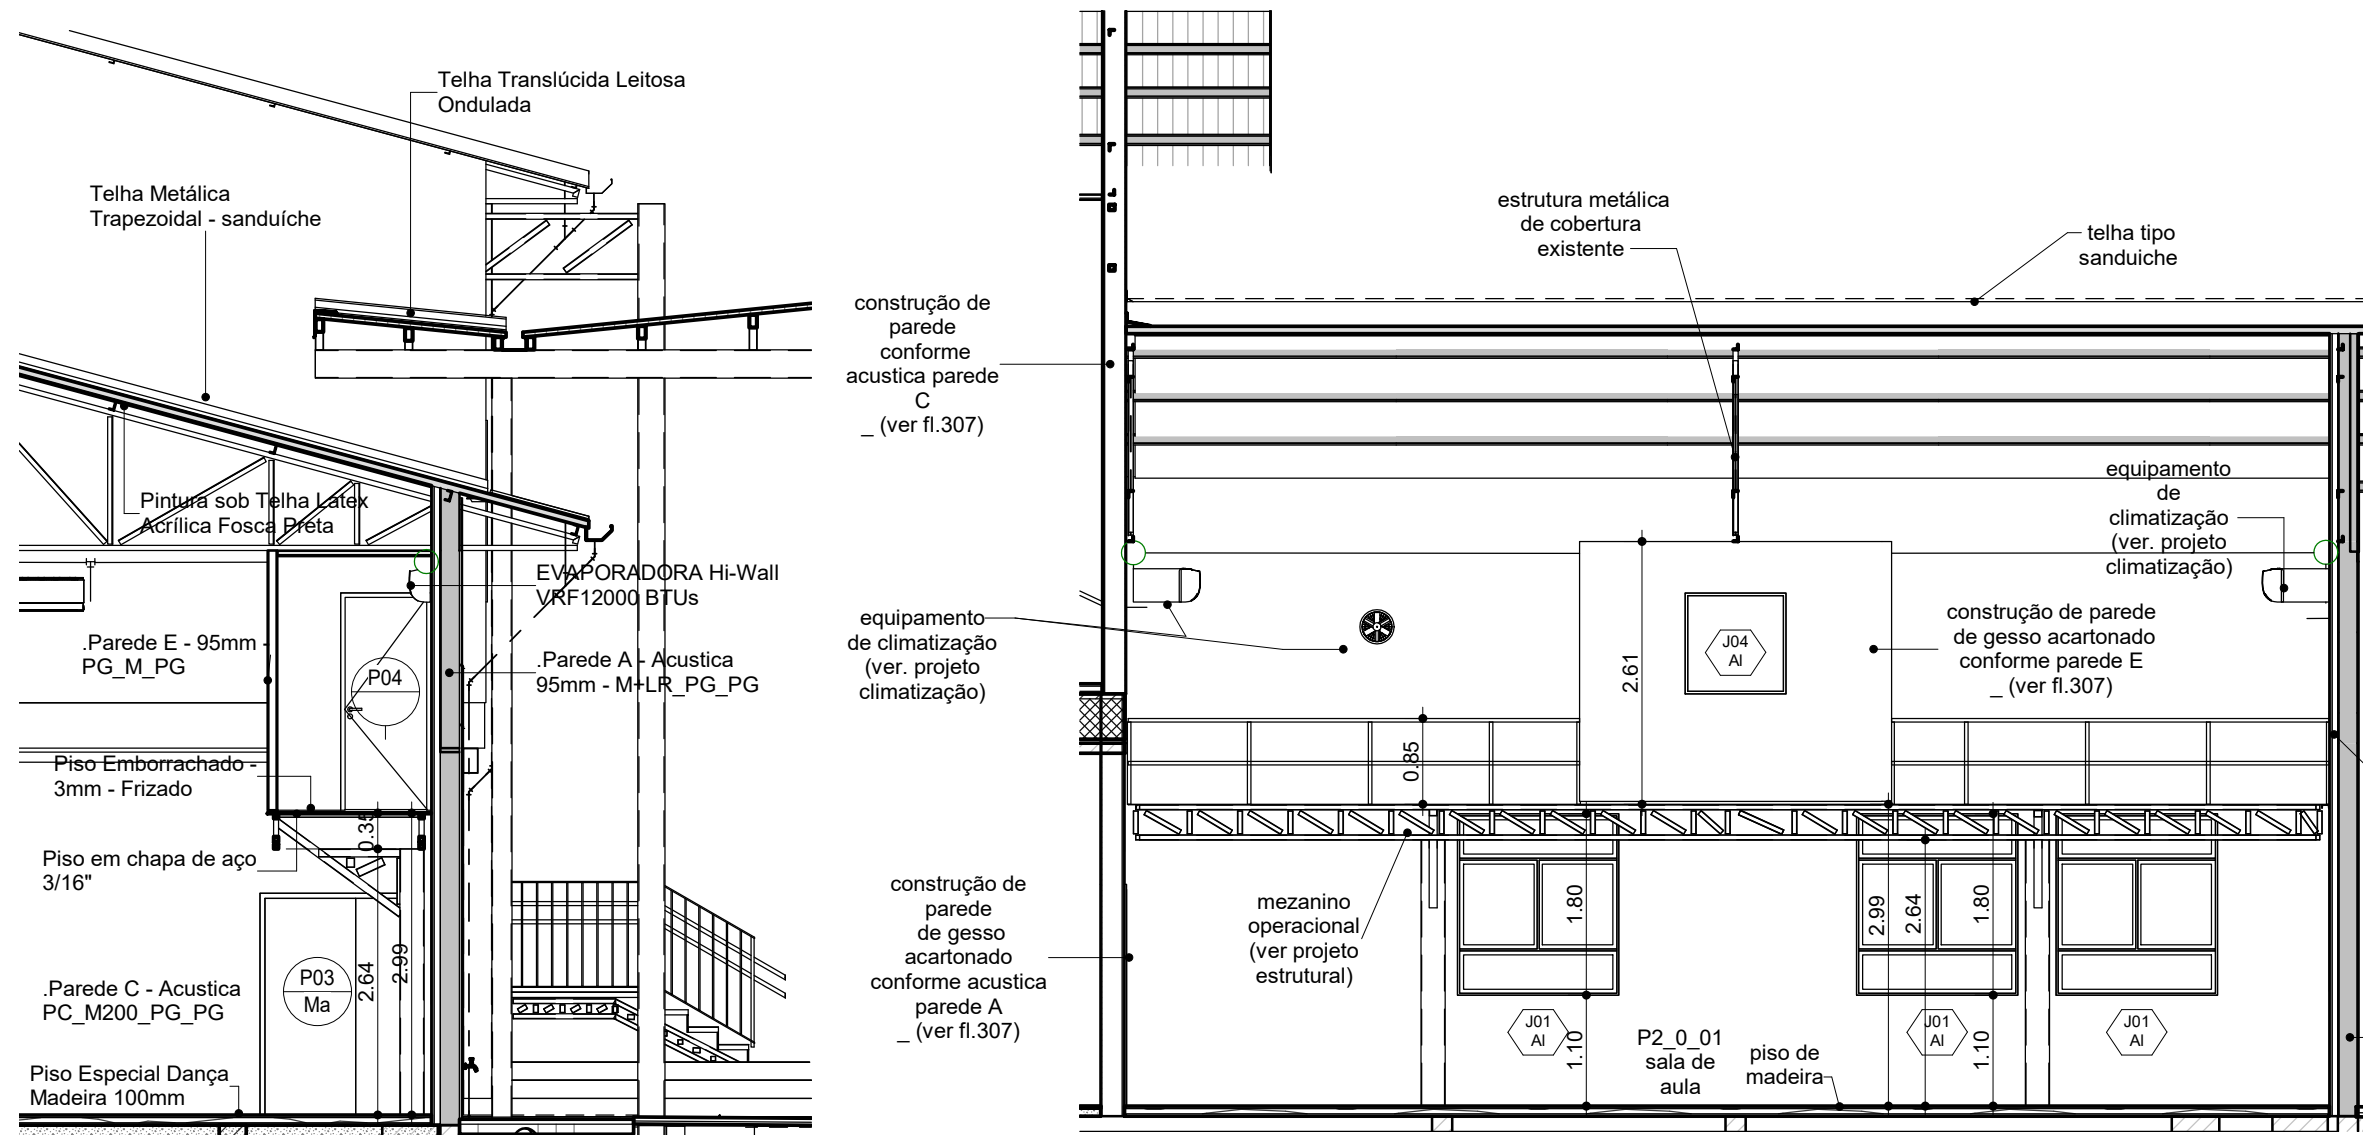 Telha Translúcida Leitosa
Ondulada
Telha Metálica
Trapezoidal - sanduíche
Pintura sob Telha Látex
Acrílica Fosca Preta
EVAPORADORA Hi-Wall
VRF12000 BTUs
.Parede E - 95mm -
PG_M_PG
.Parede A - Acustica
95mm - M+LR_PG_PG
P04
Piso Emborrachado -
3mm - Frizado
0.35
Piso em chapa de aço
3/16"
P03
Ma
2.64
2.99
.Parede C - Acustica
PC_M200_PG_PG
Piso Especial Dança
Madeira 100mm
construção de
parede
conforme
acustica parede
C
_ (ver fl.307)
estrutura metálica
de cobertura
existente
telha tipo
sanduiche
equipamento
de
climatização
(ver. projeto
climatização)
equipamento
de climatização
(ver. projeto
climatização)
2.61
J04
Al
construção de parede
de gesso acartonado
conforme parede E
_ (ver fl.307)
0.85
construção de
parede
de gesso
acartonado
conforme acustica
parede A
_ (ver fl.307)
mezanino
operacional
(ver projeto
estrutural)
1.80
2.99
2.64
1.80
J01
Al
1.10
P2_0_01
sala de
aula
piso de
madeira
J01
Al
1.10
J01
Al